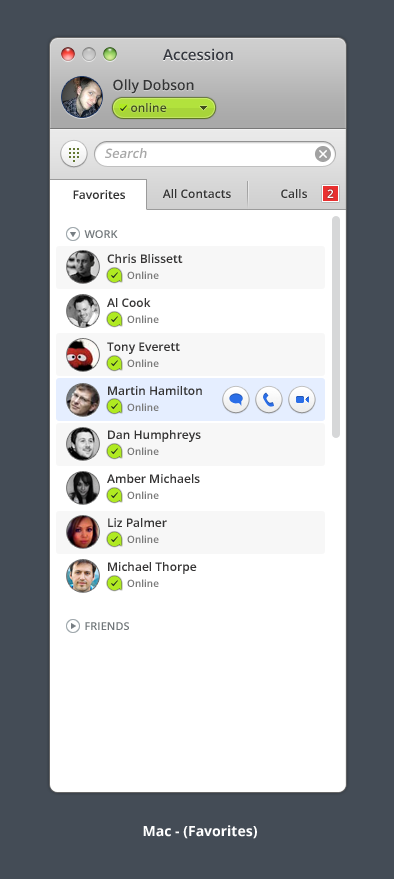 Accession
Olly Dobson
online
Search
Favorites
All Contacts
Calls
2
WORK
Chris Blissett
Online
Al Cook
Online
Tony Everett
Online
Martin Hamilton
Online
Dan Humphreys
Online
Amber Michaels
Online
Liz Palmer
Online
Michael Thorpe
Online
FRIENDS
Mac - (Favorites)